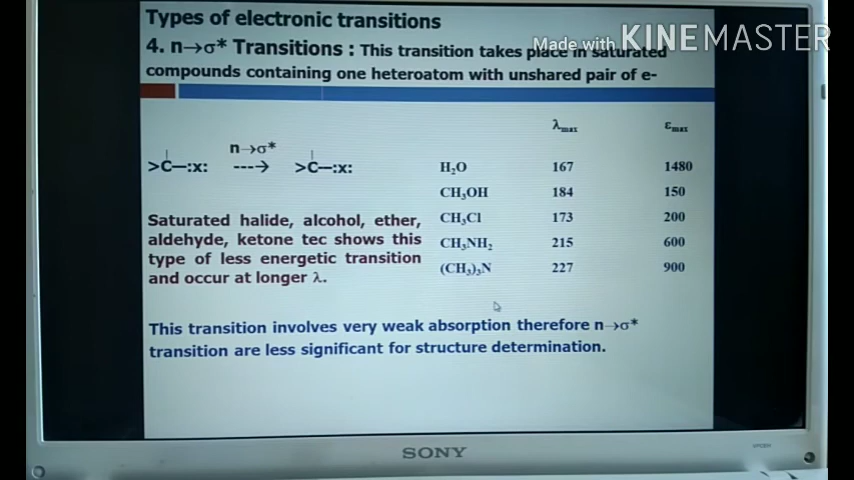 Types of electronic transitions
4. n→σ* Transitions : This transition takes place in saturated
compounds containing one heteroatom with unshared pair of e-
Made with KINEMASTER
λmax εmax
n→σ*
>C—:x: ---→ >C—:x:
H₂O 167 1480
CH₃OH 184 150
CH₃Cl 173 200
CH₃NH₂ 215 600
(CH₃)₃N 227 900
Saturated halide, alcohol, ether,
aldehyde, ketone tec shows this
type of less energetic transition
and occur at longer λ.
This transition involves very weak absorption therefore n→σ*
transition are less significant for structure determination.
SONY